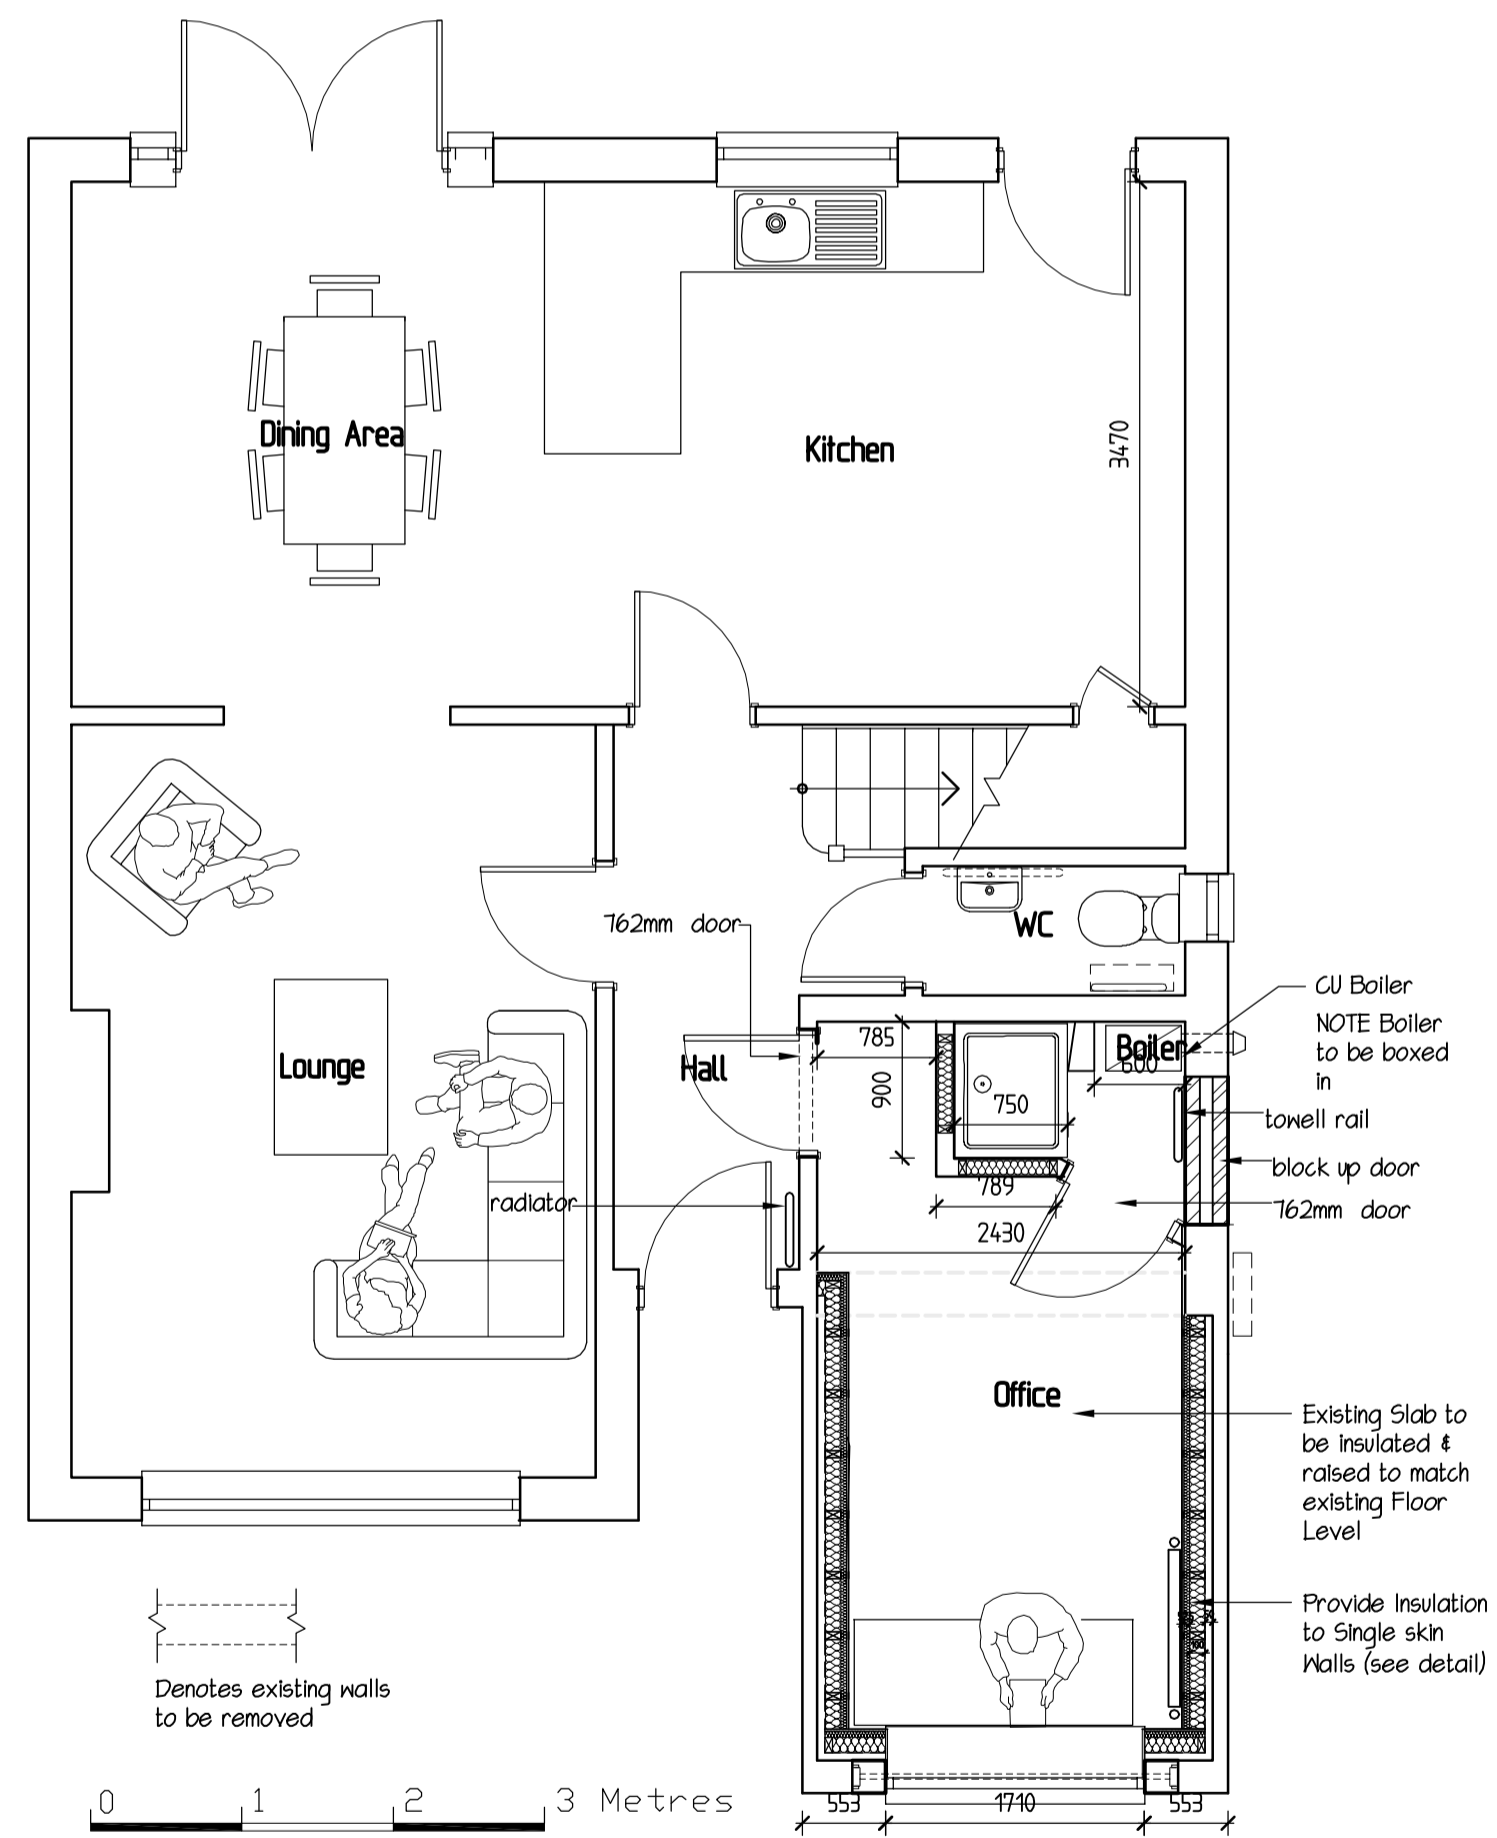 Dining Area
Kitchen
3470
762mm door
WC
CU Boiler
NOTE Boiler
to be boxed
in
Lounge
Hall
785
900
750
Boiler
600
towell rail
block up door
radiator
789
762mm door
2430
Office
Existing Slab to
be insulated &
raised to match
existing Floor
Level
Provide Insulation
to Single skin
Walls (see detail)
Denotes existing walls
to be removed
0 1 2 3 Metres
553 1710 553